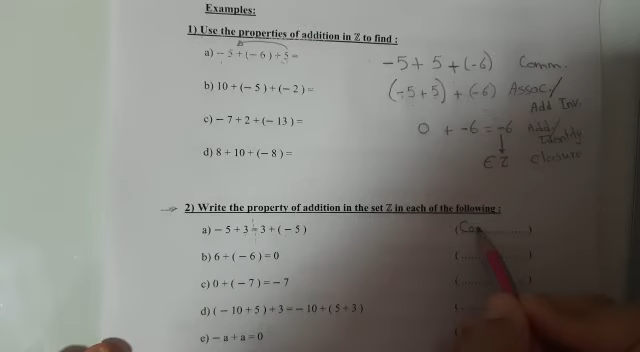 Examples:
1) Use the properties of addition in ℤ to find :
a) − 5 + (− 6) + 5 =
− 5 + 5 + (− 6) Comm.
b) 10 + (− 5) + (− 2) =
(− 5 + 5) + (− 6) Assoc/
Add Inv.
c) − 7 + 2 + (− 13) =
0 + − 6 = − 6 Add/
Identity
d) 8 + 10 + (− 8) =
∈ ℤ closure
2) Write the property of addition in the set ℤ in each of the following :
a) − 5 + 3 = 3 + (− 5) (Co ........)
b) 6 + (− 6) = 0 (........)
c) 0 + (− 7) = − 7 (........)
d) (− 10 + 5) + 3 = − 10 + (5 + 3) (....
e) − a + a = 0 (